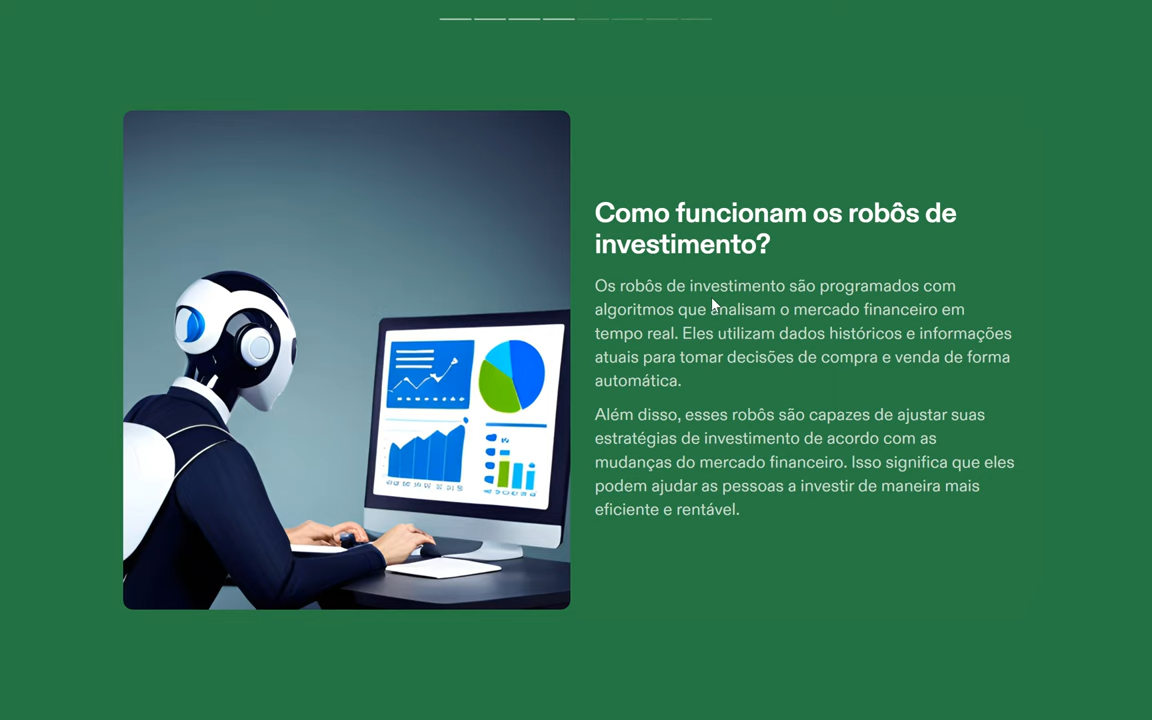 Como funcionam os robôs de
investimento?
Os robôs de investimento são programados com
algoritmos que analisam o mercado financeiro em
tempo real. Eles utilizam dados históricos e informações
atuais para tomar decisões de compra e venda de forma
automática.
Além disso, esses robôs são capazes de ajustar suas
estratégias de investimento de acordo com as
mudanças do mercado financeiro. Isso significa que eles
podem ajudar as pessoas a investir de maneira mais
eficiente e rentável.